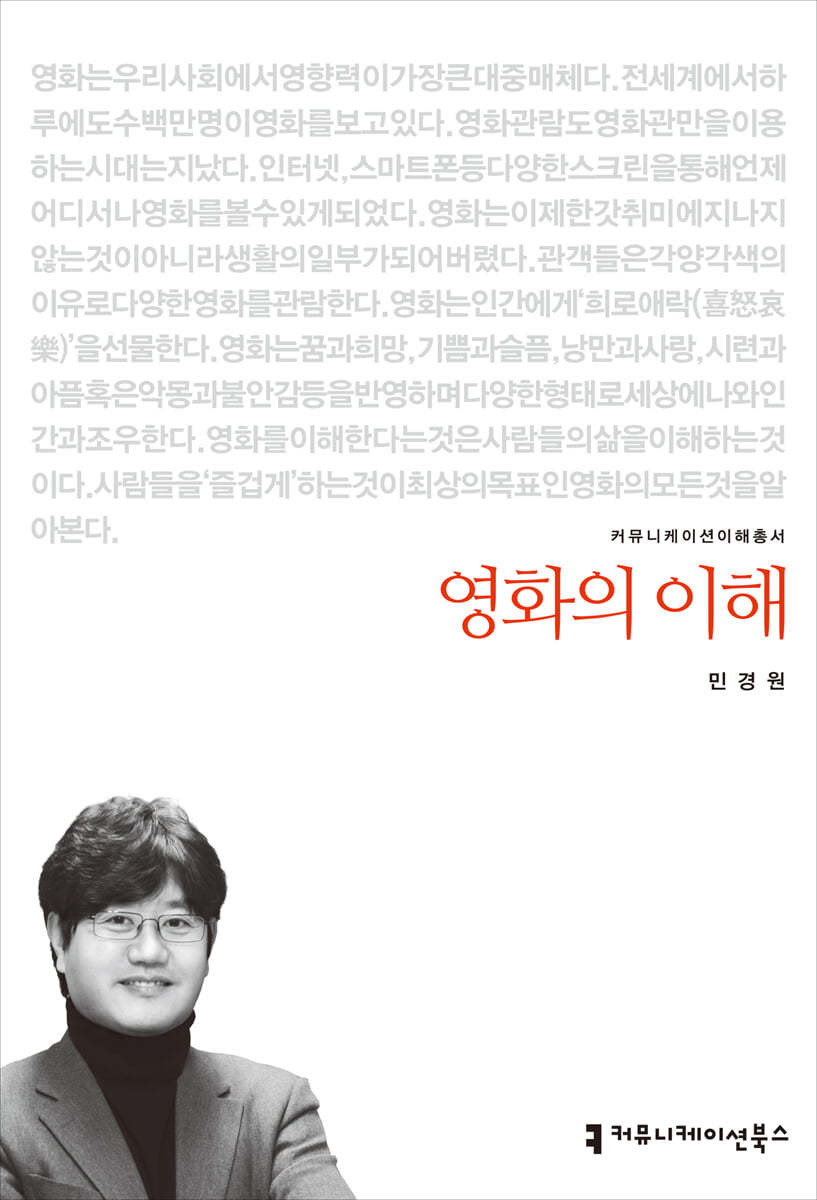 영화는우리사회에서영향력이가장큰대중매체다.전세계에서하
루에도수백만명이영화를보고있다.영화관람도영화관만을이용
하는시대는지났다.인터넷,스마트폰등다양한스크린을통해언제
어디서나영화를볼수있게되었다.영화는이제한갓취미에지나지
않는것이아니라생활의일부가되어버렸다.관객들은각양각색의
이유로다양한영화를관람한다.영화는인간에게‘희로애락(喜怒哀
樂)’을선물한다.영화는꿈과희망,기쁨과슬픔,낭만과사랑,시련과
아픔혹은악몽과불안감등을반영하며다양한형태로세상에나와인
간과조우한다.영화를이해한다는것은사람들의삶을이해하는것
이다.사람들을‘즐겁게’하는것이최상의목표인영화의모든것을알
아본다.
커뮤니케이션이해총서
영화의 이해
민경원
커뮤니케이션북스